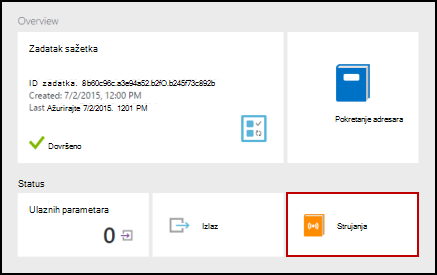 Overview
Zadatak sažetka
ID zadatka. 8b60c96c.a3e94a52.b2f0.b245f73c892b
Created: 7/2/2015, 12:00 PM
Last Ažurirajte 7/2/2015, 1201 PM
Dovršeno
Pokretanje adresara
Status
Ulaznih parametara
0
Izlaz
Strujanja